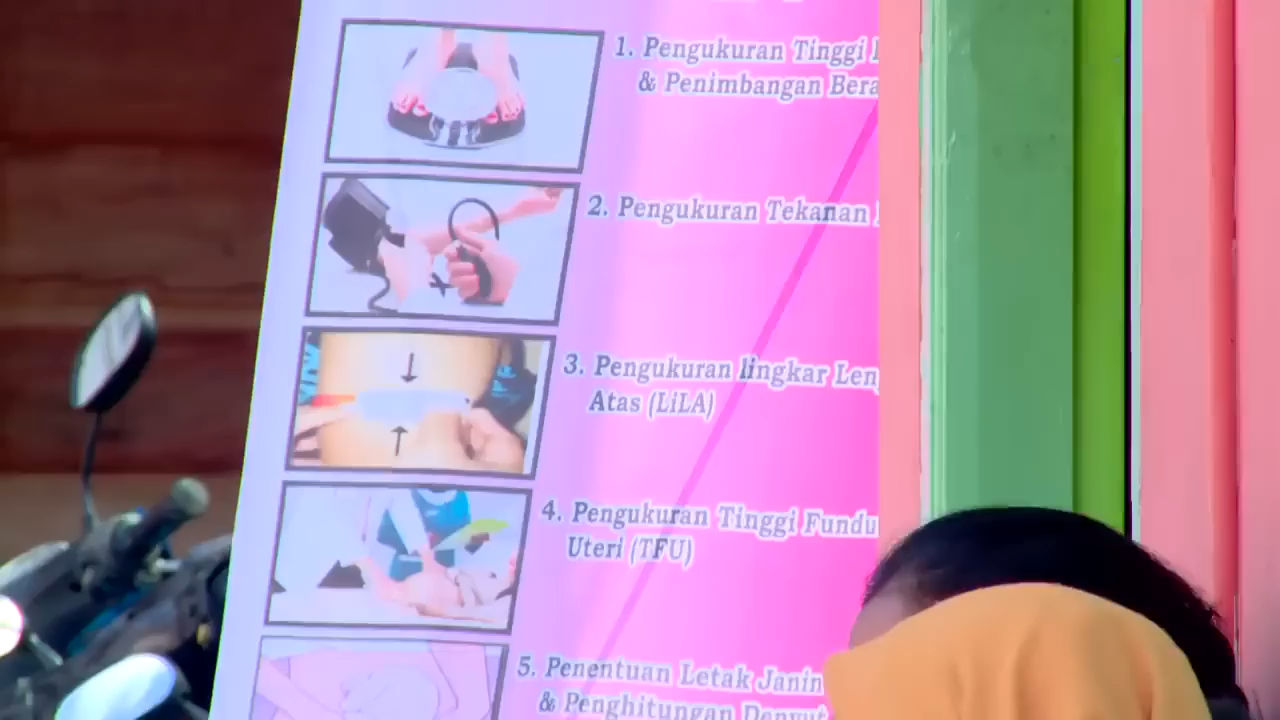 1. Pengukuran Tinggi
& Penimbangan Bera
2. Pengukuran Tekanan
3. Pengukuran lingkar Len
Atas (LiLA)
4. Pengukuran Tinggi Fundu
Uteri (TFU)
5. Penentuan Letak Janin
& Penghitungan Denyut